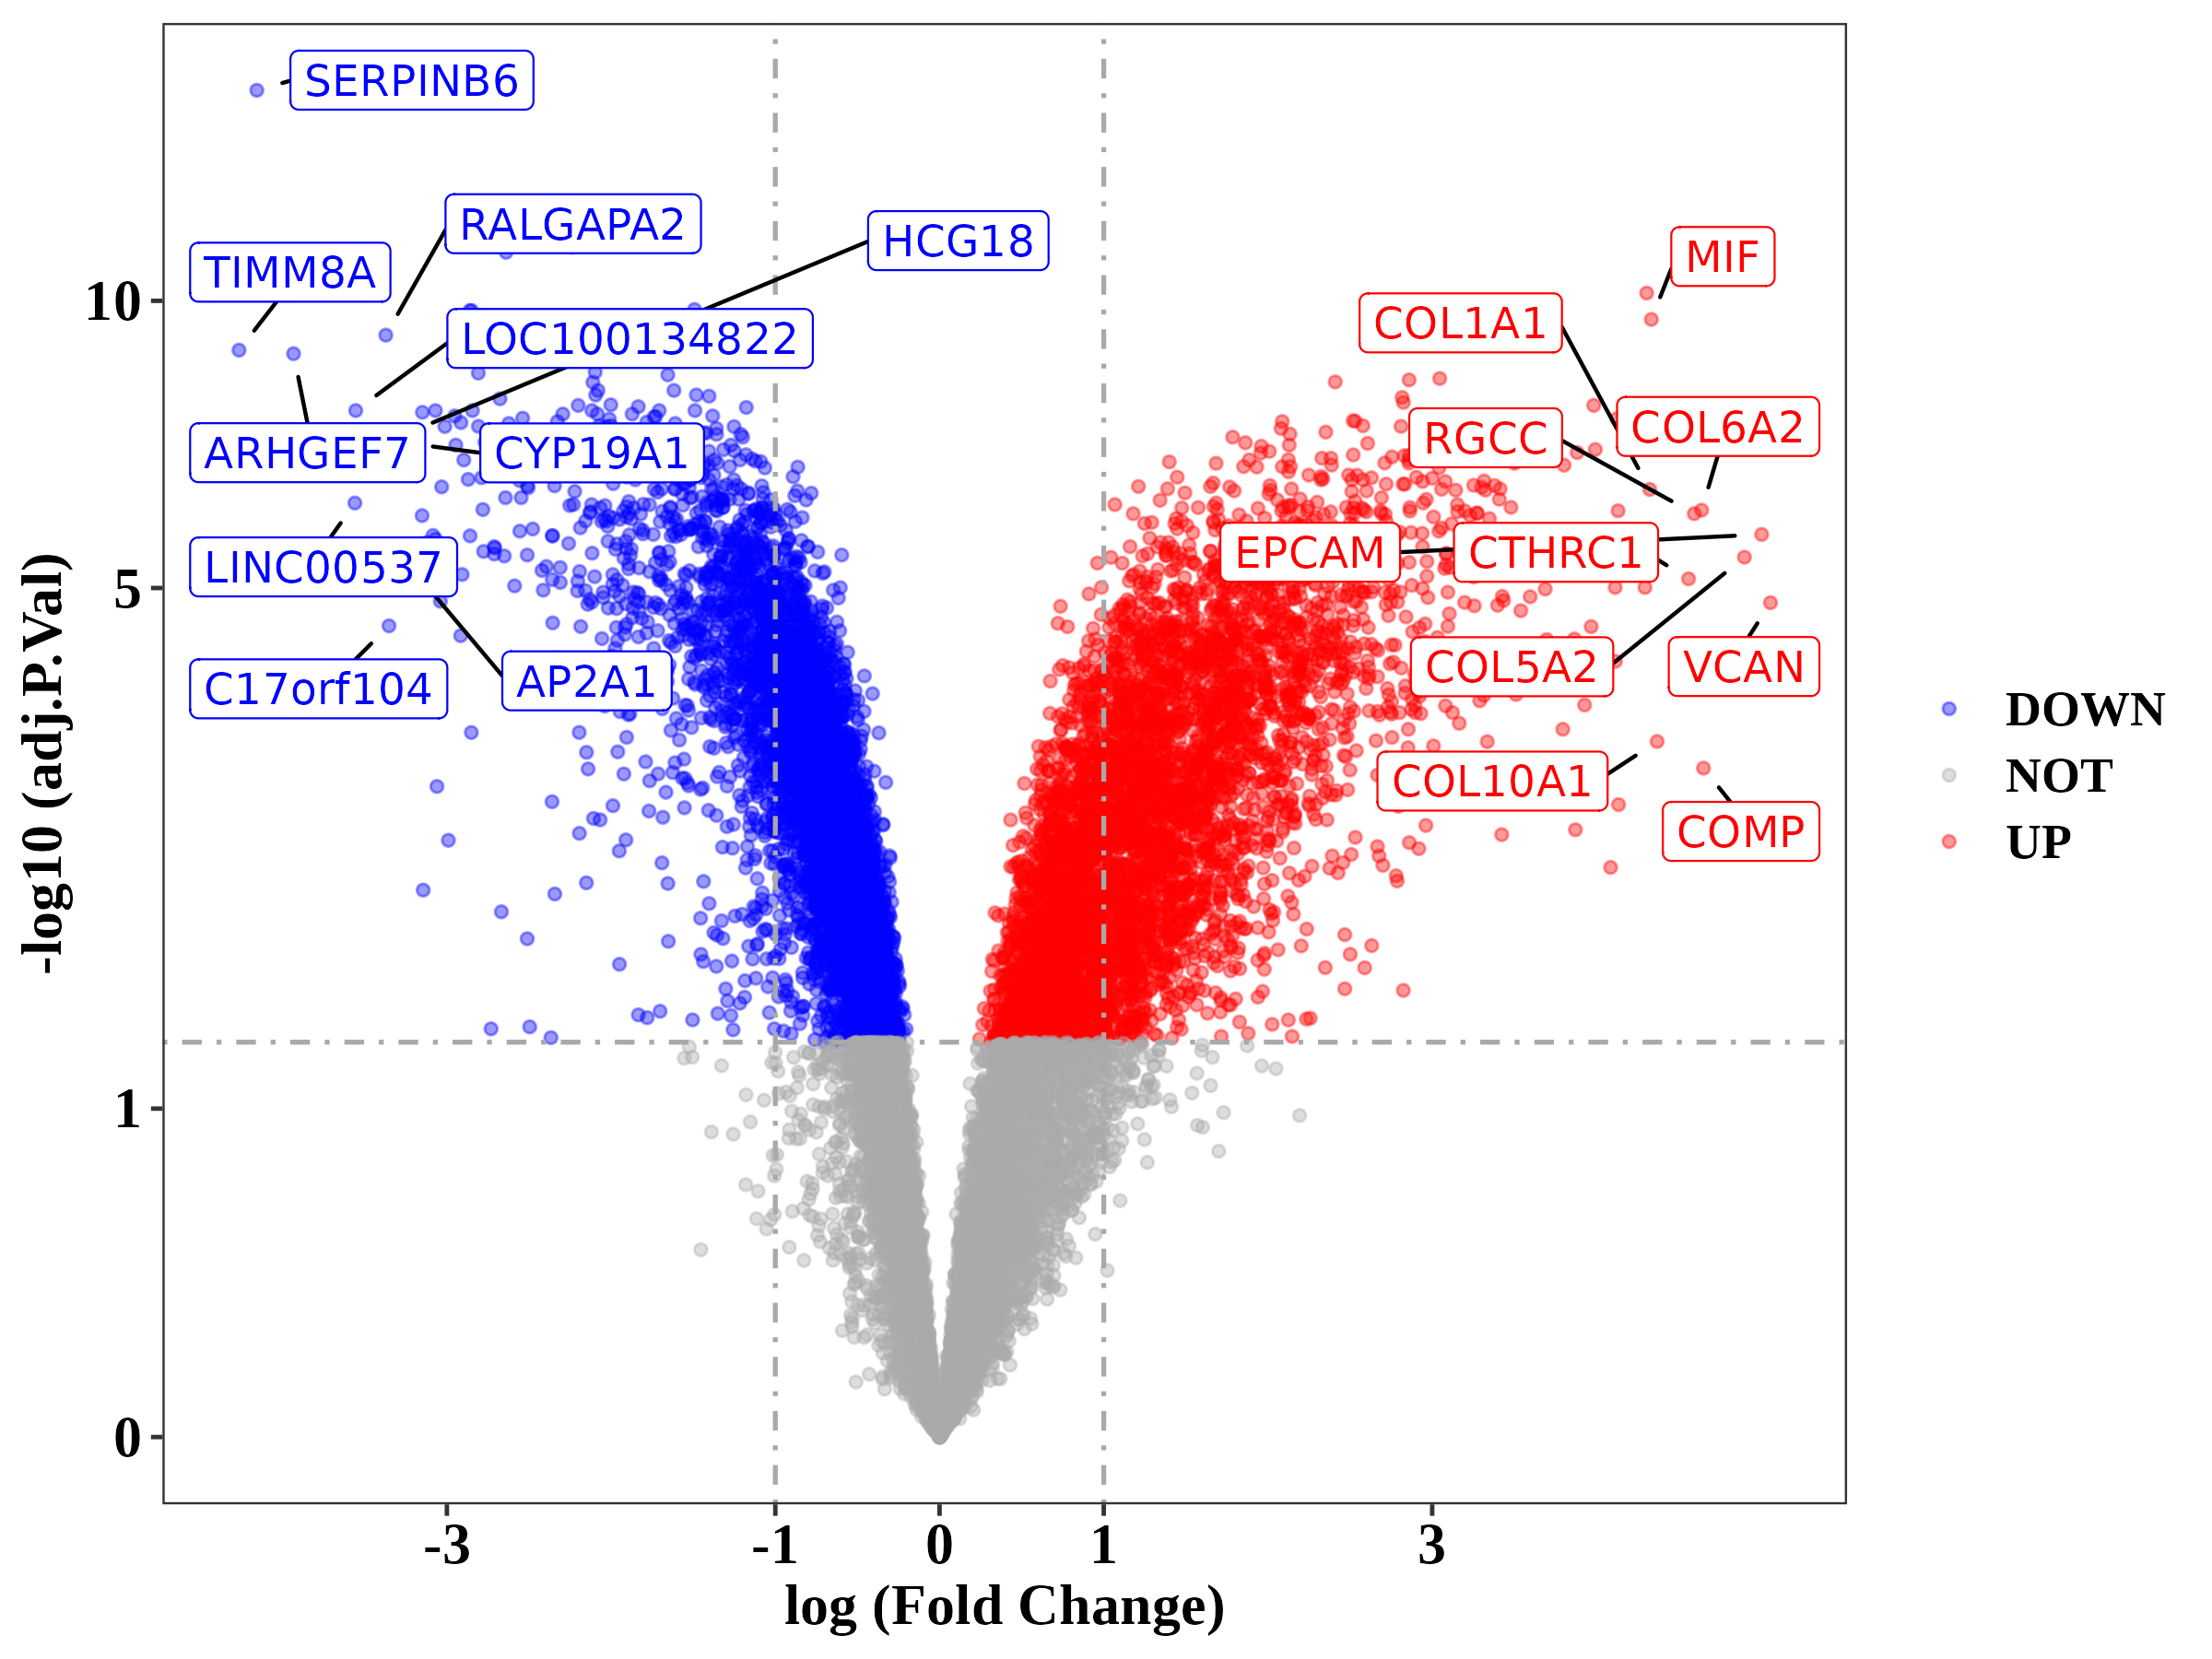 SERPINB6
RALGAPA2
HCG18
TIMM8A
MIF
LOC100134822
COL1A1
ARHGEF7
CYP19A1
RGCC
COL6A2
LINC00537
EPCAM
CTHRC1
C17orf104
AP2A1
COL5A2
VCAN
COL10A1
COMP
10
5
1
0
-log10 (adj.P.Val)
-3
-1
0
1
3
log (Fold Change)
DOWN
NOT
UP